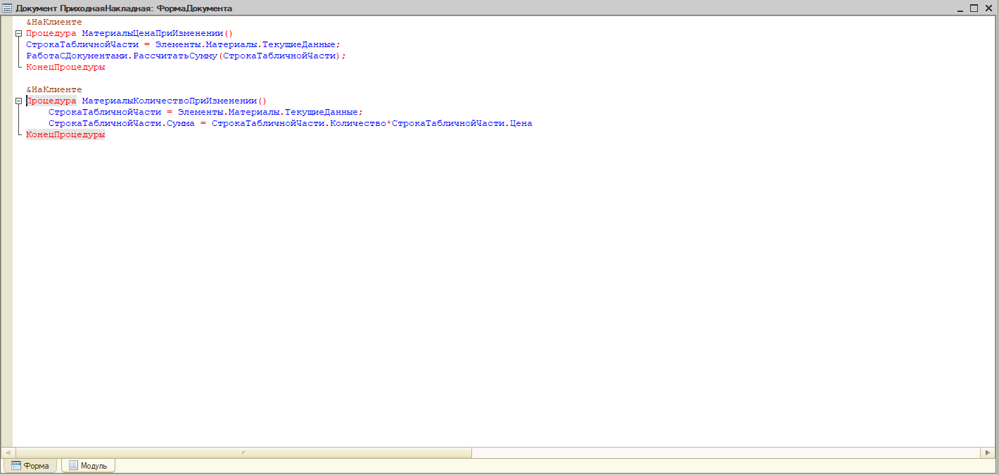 Документ ПриходнаяНакладная: ФормаДокумента
&НаКлиенте
Процедура МатериалыЦенаПриИзменении()
СтрокаТабличнойЧасти = Элементы.Материалы.ТекущиеДанные;
РаботаСДокументами.РассчитатьСумму(СтрокаТабличнойЧасти);
КонецПроцедуры
&НаКлиенте
Процедура МатериалыКоличествоПриИзменении()
СтрокаТабличнойЧасти = Элементы.Материалы.ТекущиеДанные;
СтрокаТабличнойЧасти.Сумма = СтрокаТабличнойЧасти.Количество*СтрокаТабличнойЧасти.Цена
КонецПроцедуры
Форма
Модуль